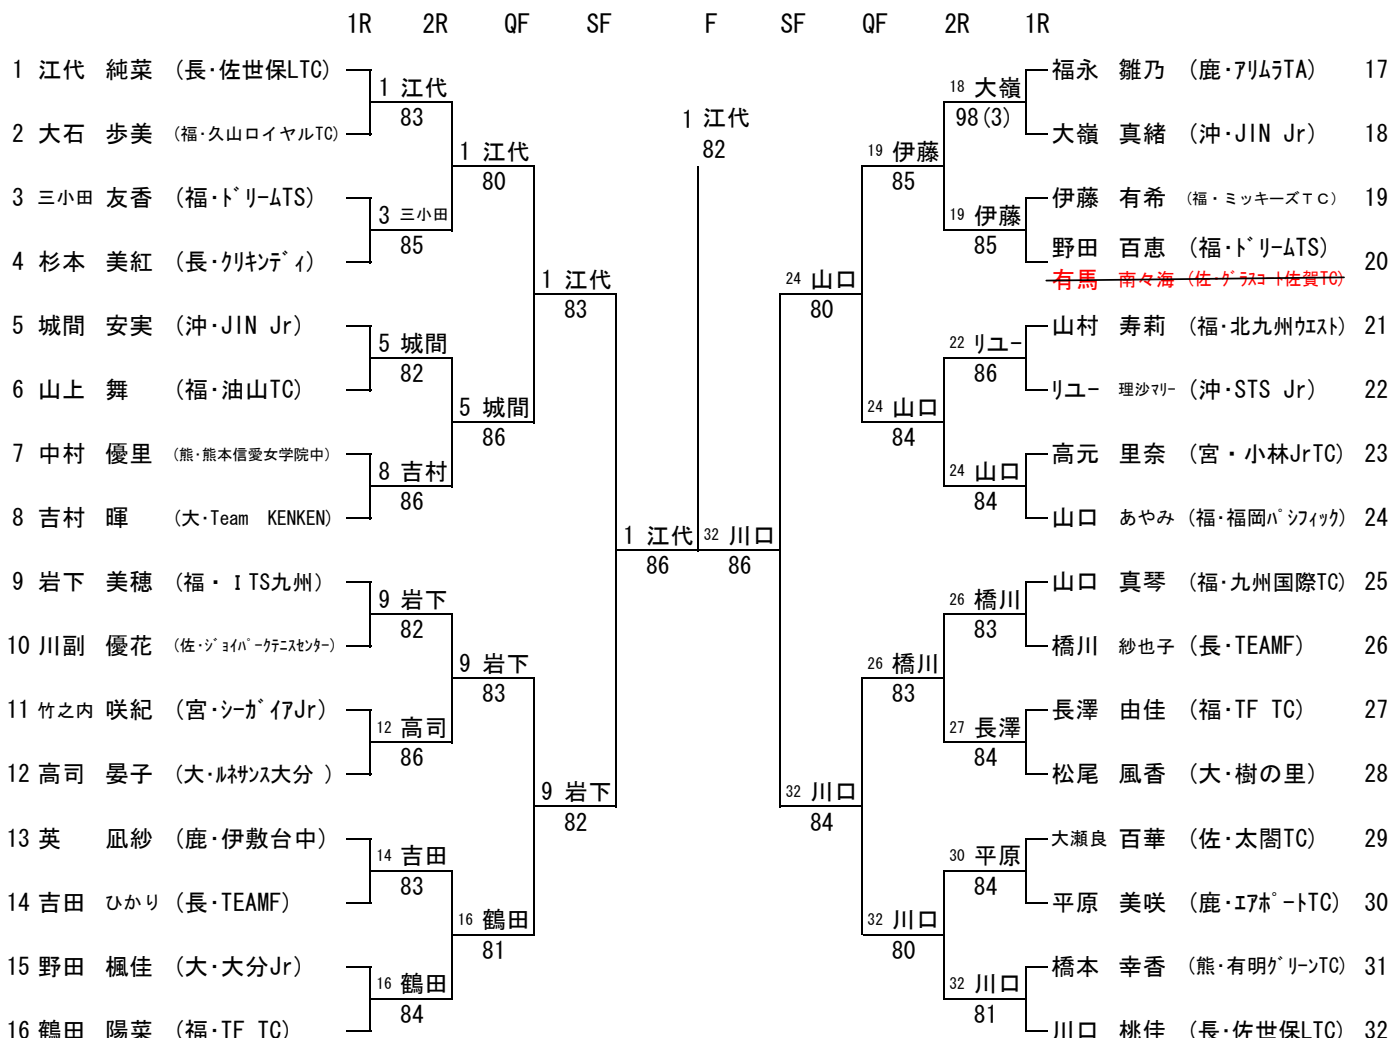 1R 2R QF SF F SF QF 2R 1R
1 江代 純菜 (長・佐世保LTC)
2 大石 歩美 (福・久山ロイヤルTC)
3 三小田 友香 (福・ドリームTS)
4 杉本 美紅 (長・クリキンディ)
5 城間 安実 (沖・JIN Jr)
6 山上 舞 (福・油山TC)
7 中村 優里 (熊・熊本信愛女学院中)
8 吉村 暉 (大・Team KENKEN)
9 岩下 美穂 (福・ITS九州)
10 川副 優花 (佐・ジョイパークテニスセンター)
11 竹之内 咲紀 (宮・シーガイアJr)
12 高司 晏子 (大・ルネサンス大分 )
13 英 凪紗 (鹿・伊敷台中)
14 吉田 ひかり (長・TEAMF)
15 野田 楓佳 (大・大分Jr)
16 鶴田 陽菜 (福・TF TC)
1 江代
83
3 三小田
85
5 城間
82
8 吉村
86
9 岩下
82
12 高司
86
14 吉田
83
16 鶴田
84
1 江代
80
5 城間
86
9 岩下
83
16 鶴田
81
1 江代
83
9 岩下
82
1 江代
86
1 江代
82
32 川口
86
24 山口
80
32 川口
84
19 伊藤
85
24 山口
84
26 橋川
83
32 川口
80
18 大嶺
98(3)
19 伊藤
85
22 リユー
86
24 山口
84
26 橋川
83
27 長澤
84
30 平原
84
32 川口
81
福永 雛乃 (鹿・アリムラTA) 17
大嶺 真緒 (沖・JIN Jr) 18
伊藤 有希 (福・ミッキーズTC) 19
野田 百恵 (福・ドリームTS) 20
有馬 南々海 (佐・グラスコート佐賀TC)
山村 寿莉 (福・北九州ウエスト) 21
リユー 理沙マリー (沖・STS Jr) 22
高元 里奈 (宮・小林JrTC) 23
山口 あやみ (福・福岡パシフィック) 24
山口 真琴 (福・九州国際TC) 25
橋川 紗也子 (長・TEAMF) 26
長澤 由佳 (福・TF TC) 27
松尾 風香 (大・樹の里) 28
大瀬良 百華 (佐・太閤TC) 29
平原 美咲 (鹿・エアポートTC) 30
橋本 幸香 (熊・有明グリーンTC) 31
川口 桃佳 (長・佐世保LTC) 32